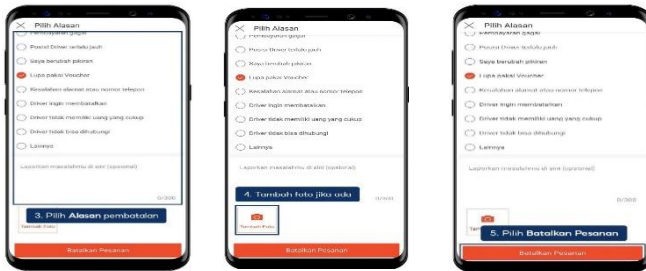 Pilih Alasan
Pembayaran gagal
Posisi Driver terlalu jauh
Saya berubah pikiran
Lupa pakai Voucher
Kesalahan alamat atau nomor telepon
Driver ingin membatalkan
Driver tidak memiliki uang yang cukup
Driver tidak bisa dihubungi
Lainnya
Laporkan masalahmu di sini (opsional)
0/300
3. Pilih Alasan pembatalan
Tambah Foto
Batalkan Pesanan
Pilih Alasan
Pembayaran gagal
Posisi Driver terlalu jauh
Saya berubah pikiran
Lupa pakai Voucher
Kesalahan alamat atau nomor telepon
Driver ingin membatalkan
Driver tidak memiliki uang yang cukup
Driver tidak bisa dihubungi
Lainnya
Laporkan masalahmu di sini (opsional)
0/300
4. Tambah foto jika ada
Tambah Foto
Batalkan Pesanan
Pilih Alasan
Pembayaran gagal
Posisi Driver terlalu jauh
Saya berubah pikiran
Lupa pakai Voucher
Kesalahan alamat atau nomor telepon
Driver ingin membatalkan
Driver tidak memiliki uang yang cukup
Driver tidak bisa dihubungi
Lainnya
Laporkan masalahmu di sini (opsional)
0/300
5. Pilih Batalkan Pesanan
Batalkan Pesanan